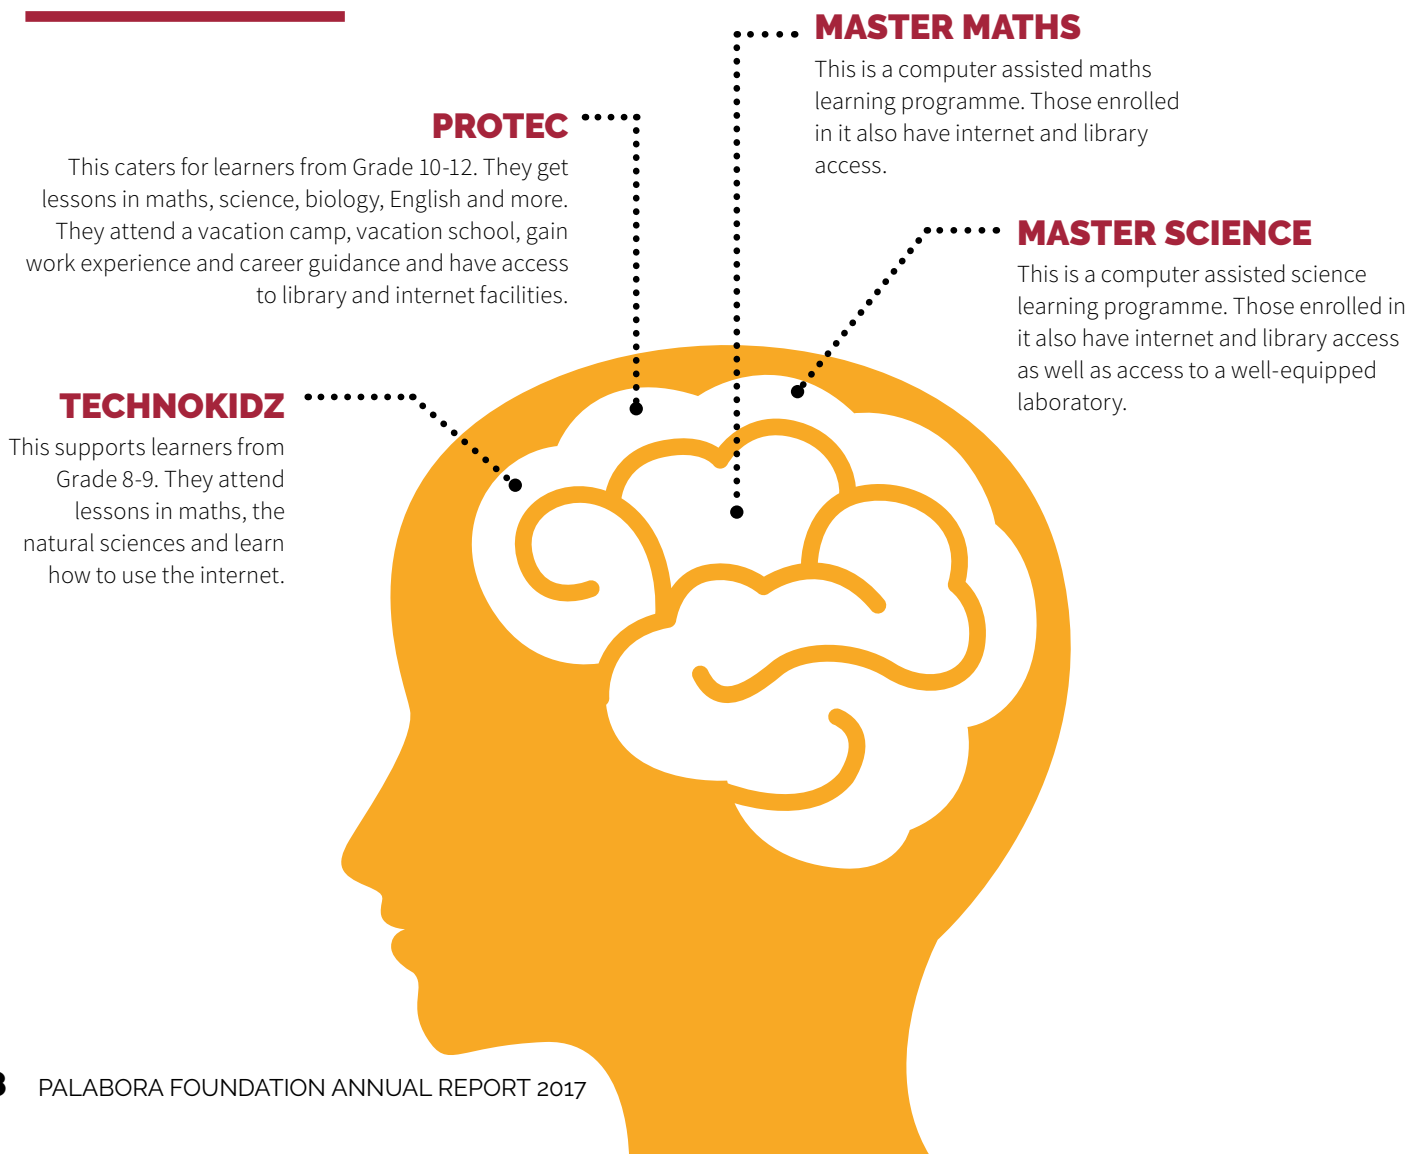 MASTER MATHS
This is a computer assisted maths
learning programme. Those enrolled
in it also have internet and library
access.
PROTEC
This caters for learners from Grade 10-12. They get
lessons in maths, science, biology, English and more.
They attend a vacation camp, vacation school, gain
work experience and career guidance and have access
to library and internet facilities.
MASTER SCIENCE
This is a computer assisted science
learning programme. Those enrolled in
it also have internet and library access
as well as access to a well-equipped
laboratory.
TECHNOKIDZ
This supports learners from
Grade 8-9. They attend
lessons in maths, the
natural sciences and learn
how to use the internet.
PALABORA FOUNDATION ANNUAL REPORT 2017